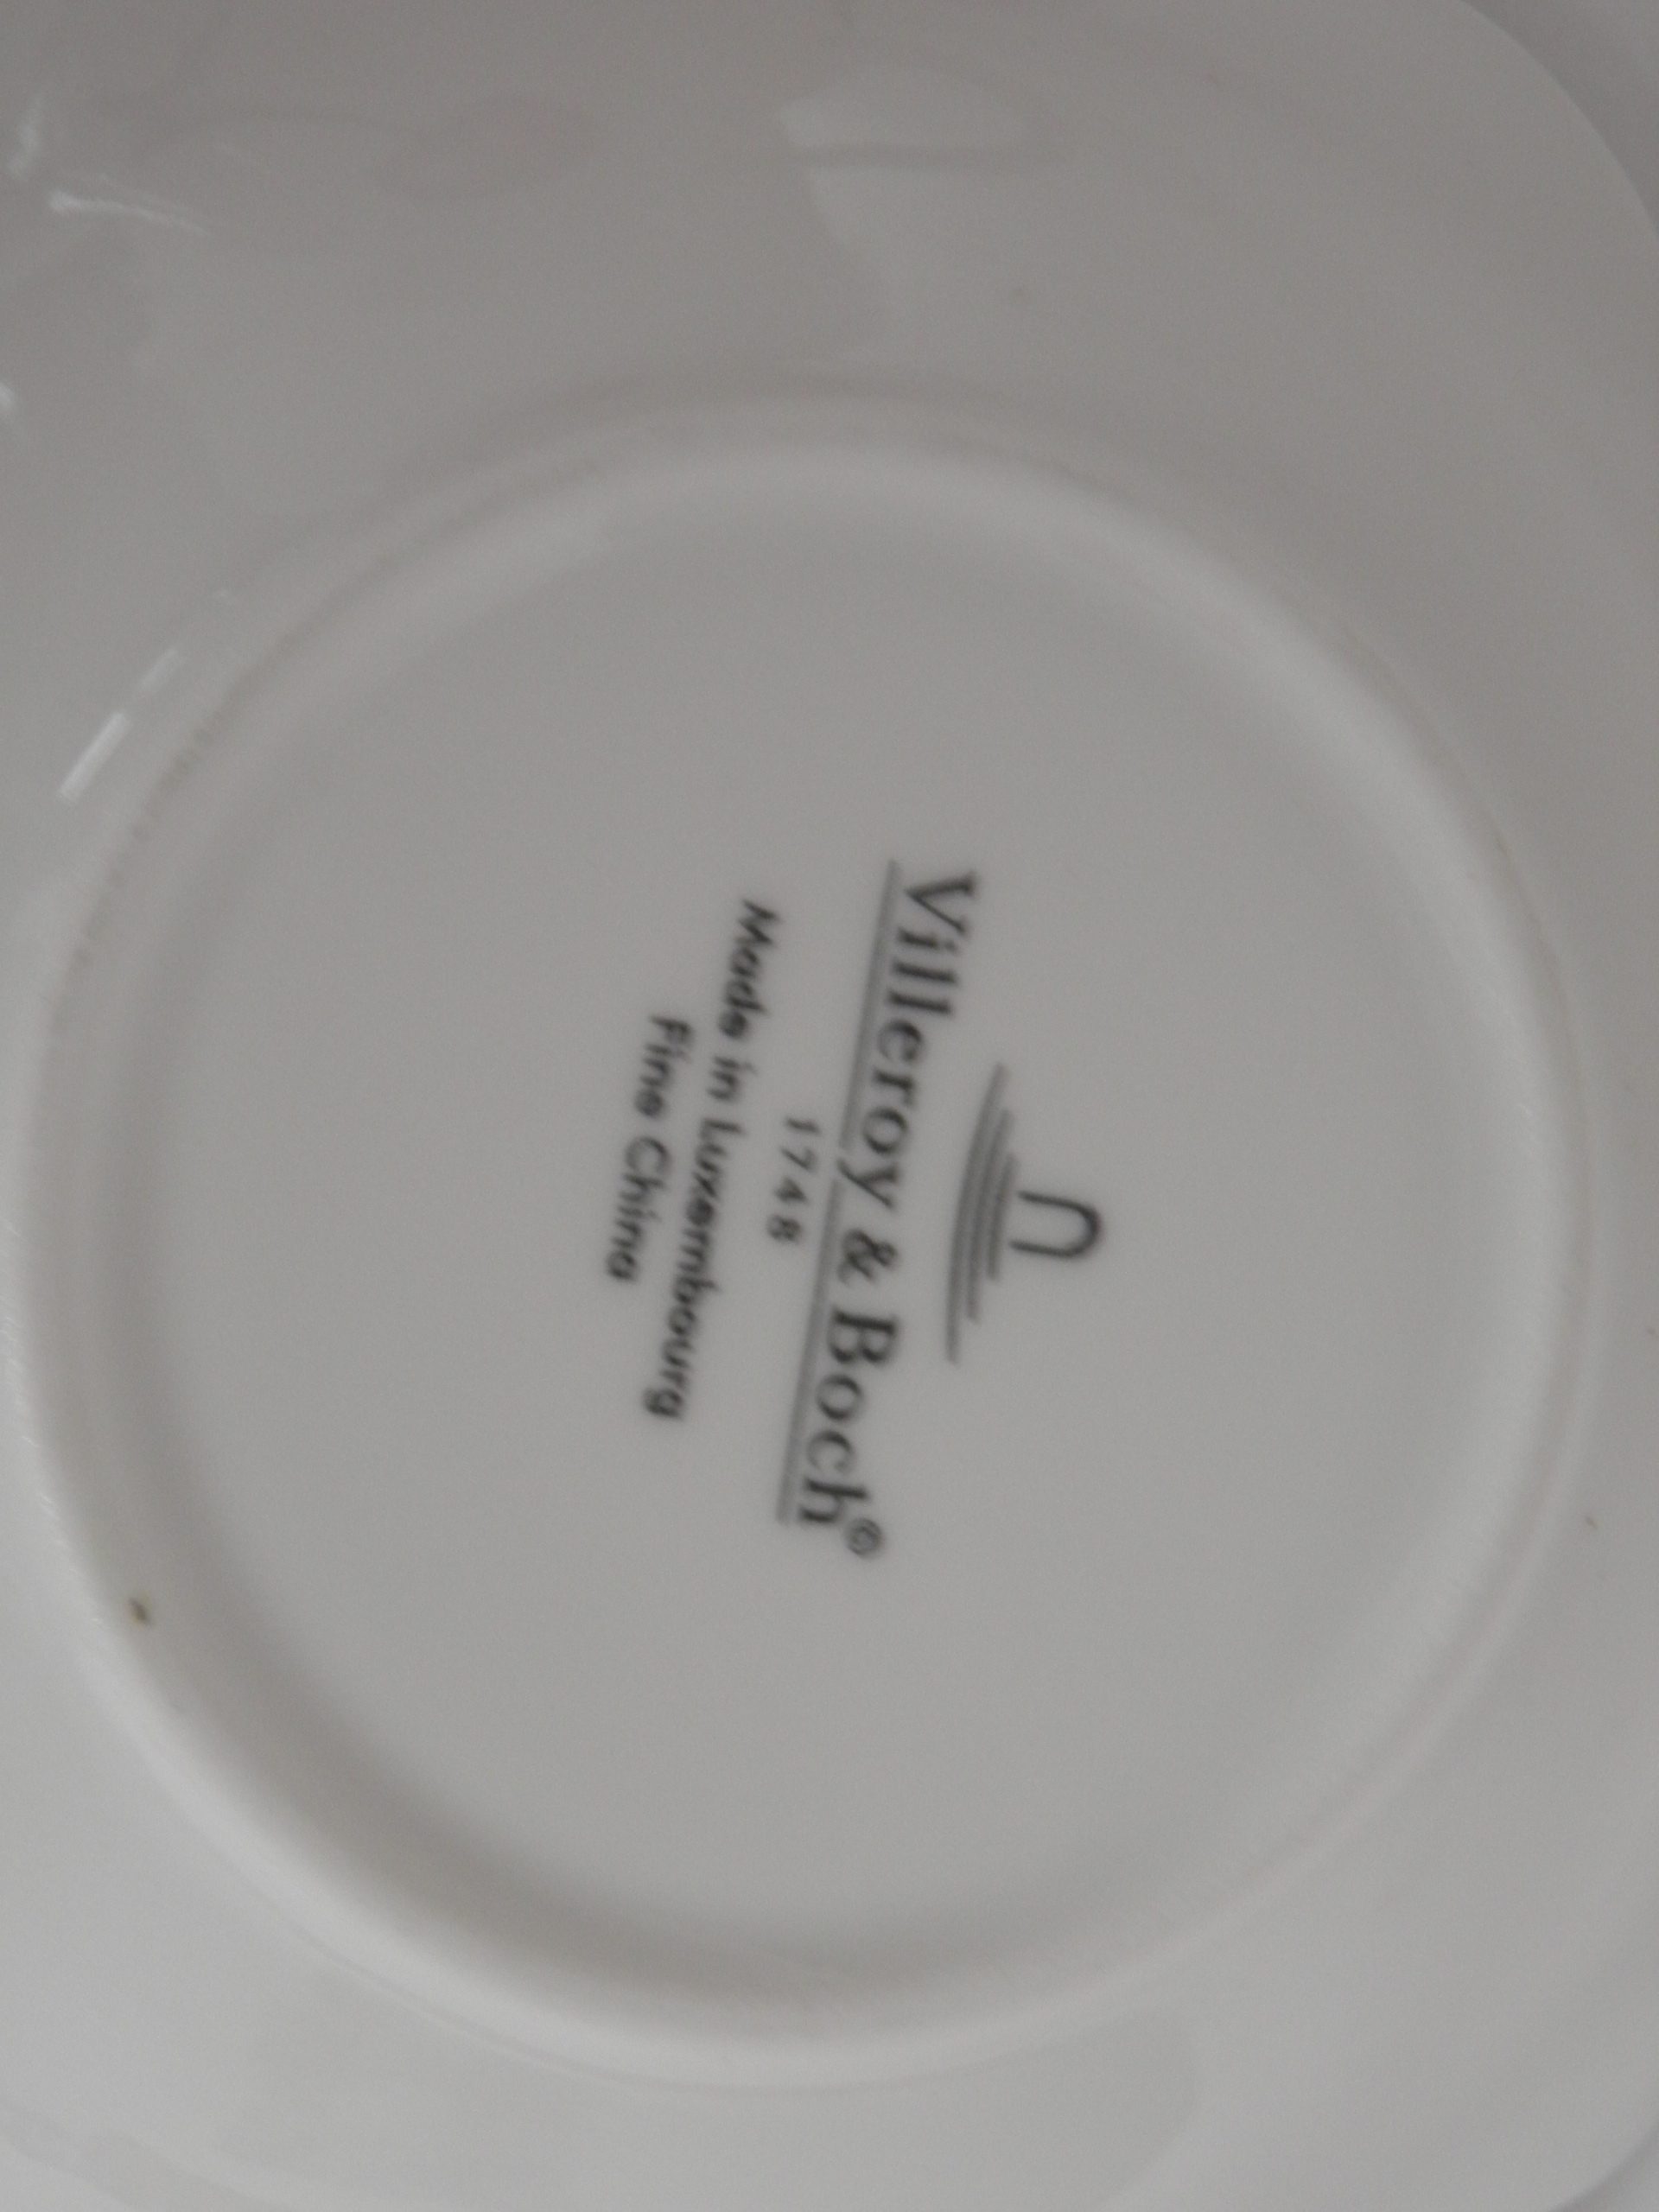 Villeroy & Boch©
1748
Made in Luxembourg
Fine China